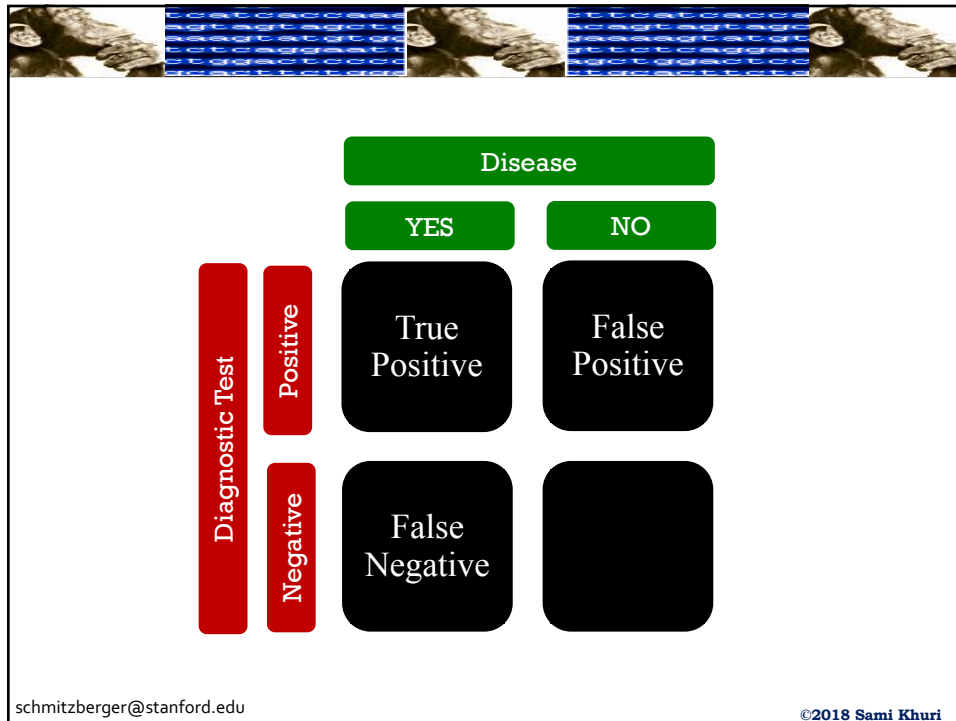 Disease
YES
NO
Diagnostic Test
Positive
True
Positive
False
Positive
Negative
False
Negative
schmitzberger@stanford.edu
©2018 Sami Khuri